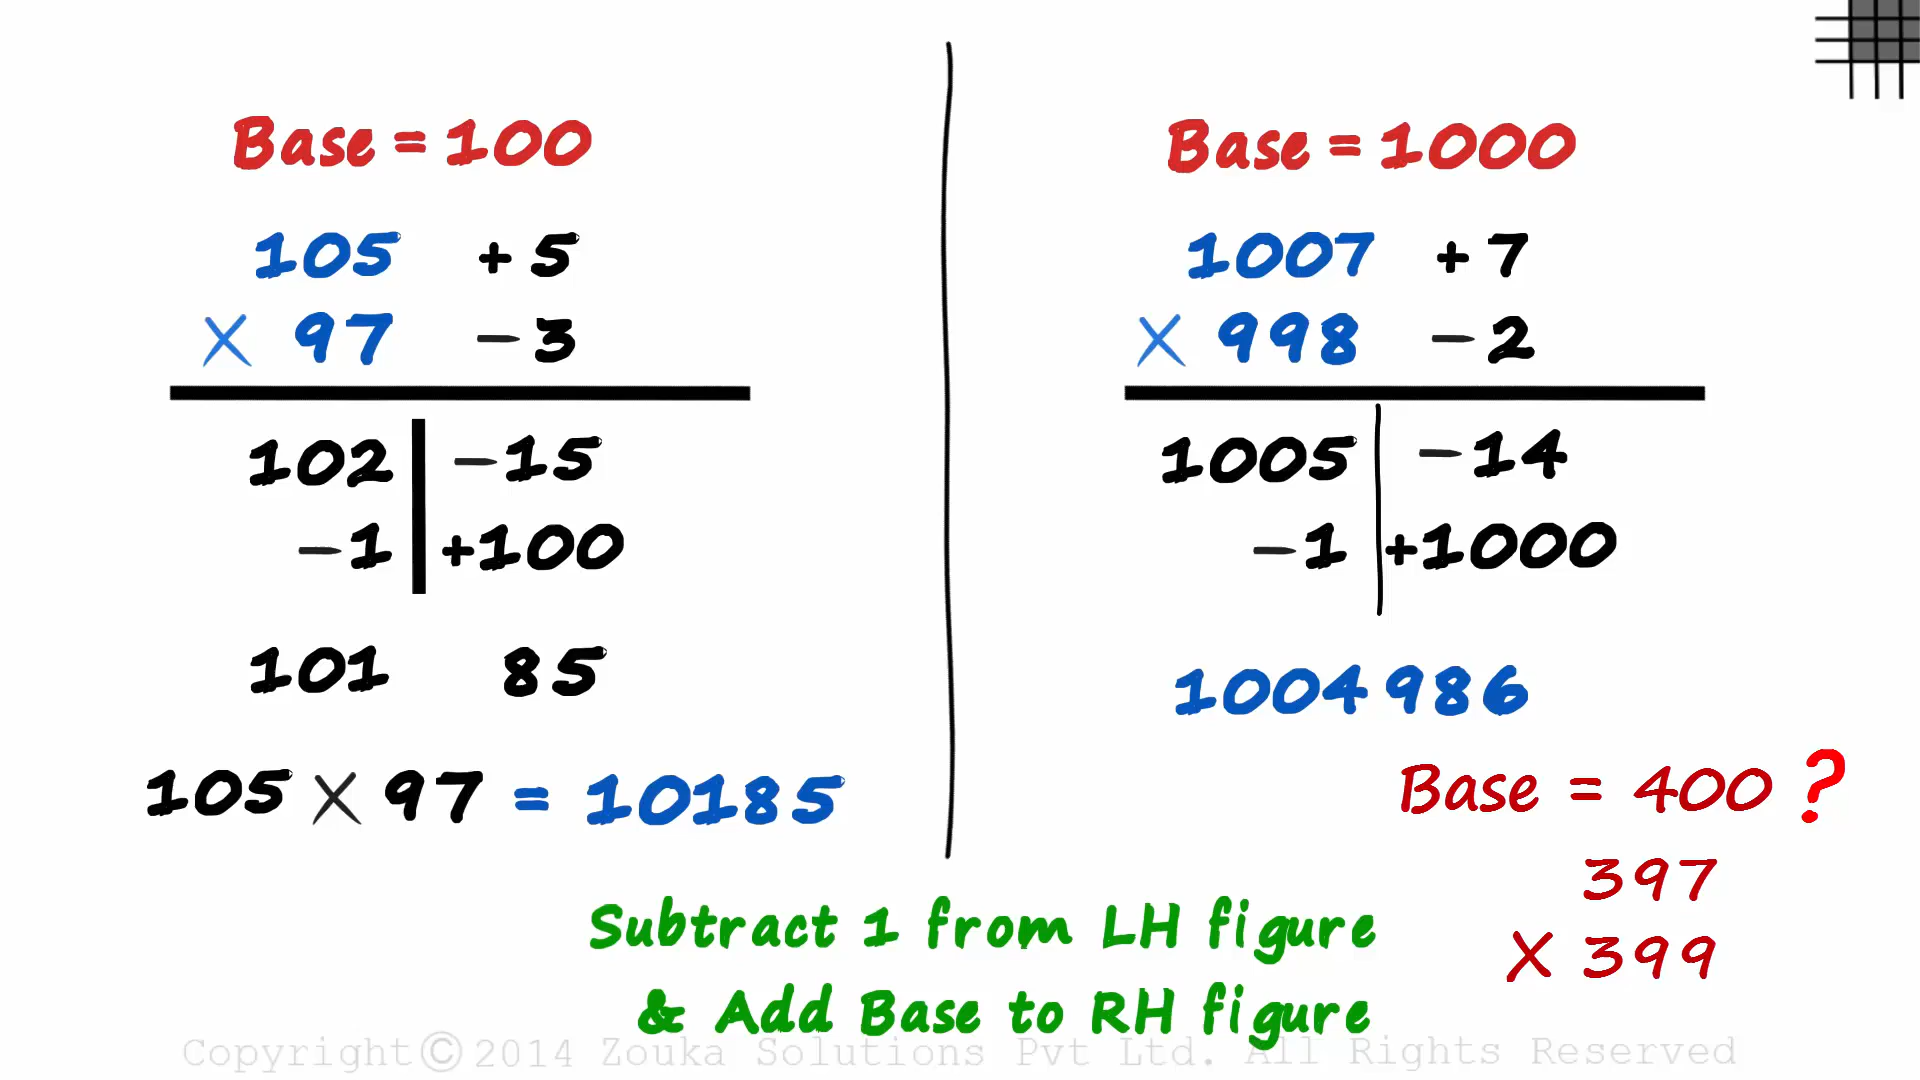 Base = 100
105 + 5
× 97 − 3
102 −15
−1 +100
101 85
105 × 97 = 10185
Base = 1000
1007 + 7
× 998 − 2
1005 −14
−1 +1000
1004986
Base = 400 ?
397
× 399
Subtract 1 from LH figure
& Add Base to RH figure
Copyright©2014 Zouka Solutions Pvt Ltd. All Rights Reserved